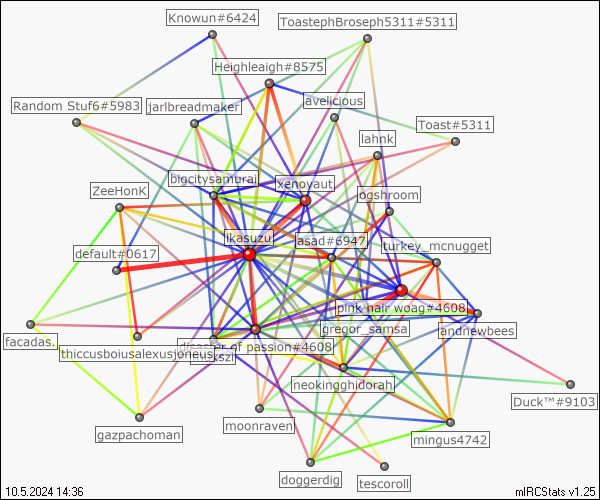 Knowun#6424
ToastephBroseph5311#5311
Heighleaigh#8575
Random Stuf6#5983
jarlbreadmaker
avelicious
Toast#5311
lahnk
bigcitysamurai
xenoyaut
ZeeHonK
ogshroom
ikasuzu
asad#6947
turkey_mcnugget
default#0617
pink hair woag#4608
gregor_samsa
andnewbees
facadas.
thiccusboiusalexusjoneus
disaster of passion#4608
neokingghidorah
Duck™#9103
gazpachoman
moonraven
mingus4742
doggerdig
tescoroll
10.5.2024 14:36
mIRCStats v1.25